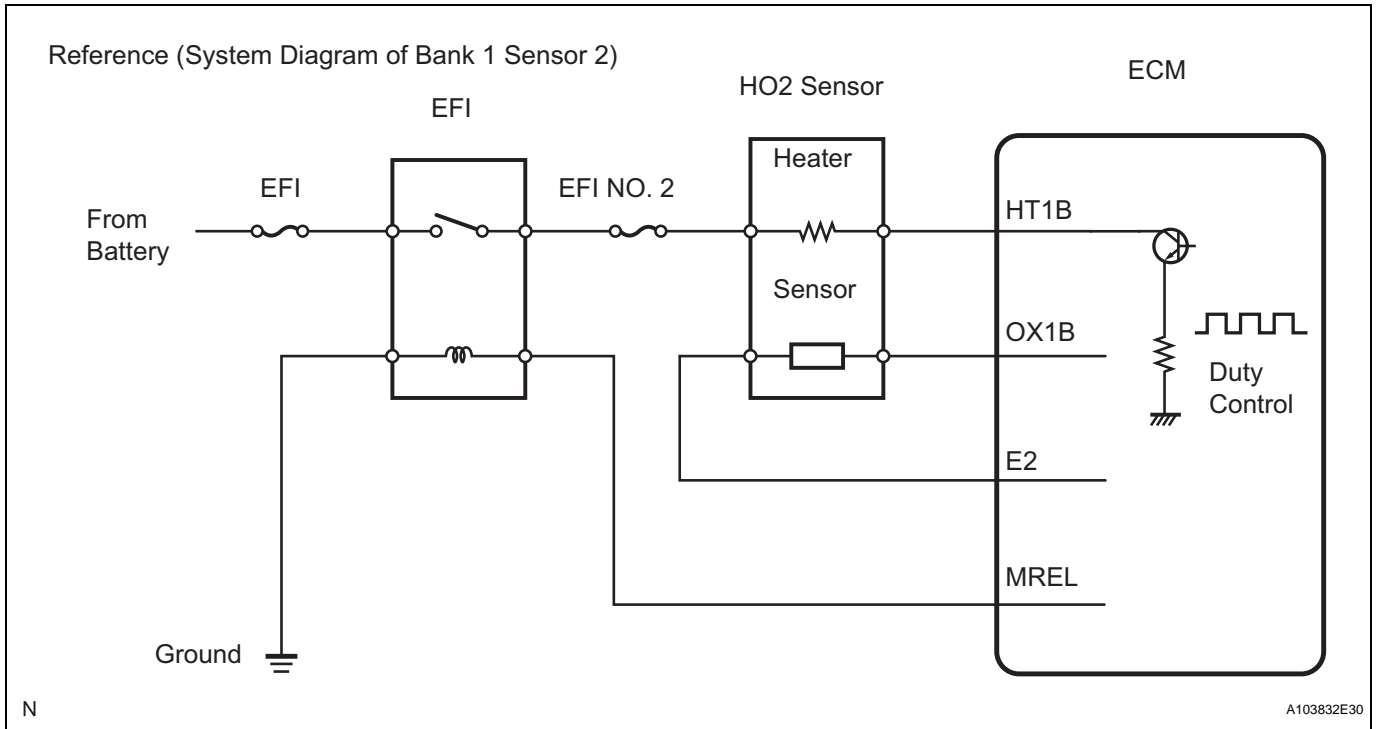 Reference (System Diagram of Bank 1 Sensor 2)
ECM
HO2 Sensor
EFI
Heater
EFI
EFI NO. 2
HT1B
From
Battery
Sensor
OX1B
Duty
Control
E2
MREL
Ground
N
A103832E30